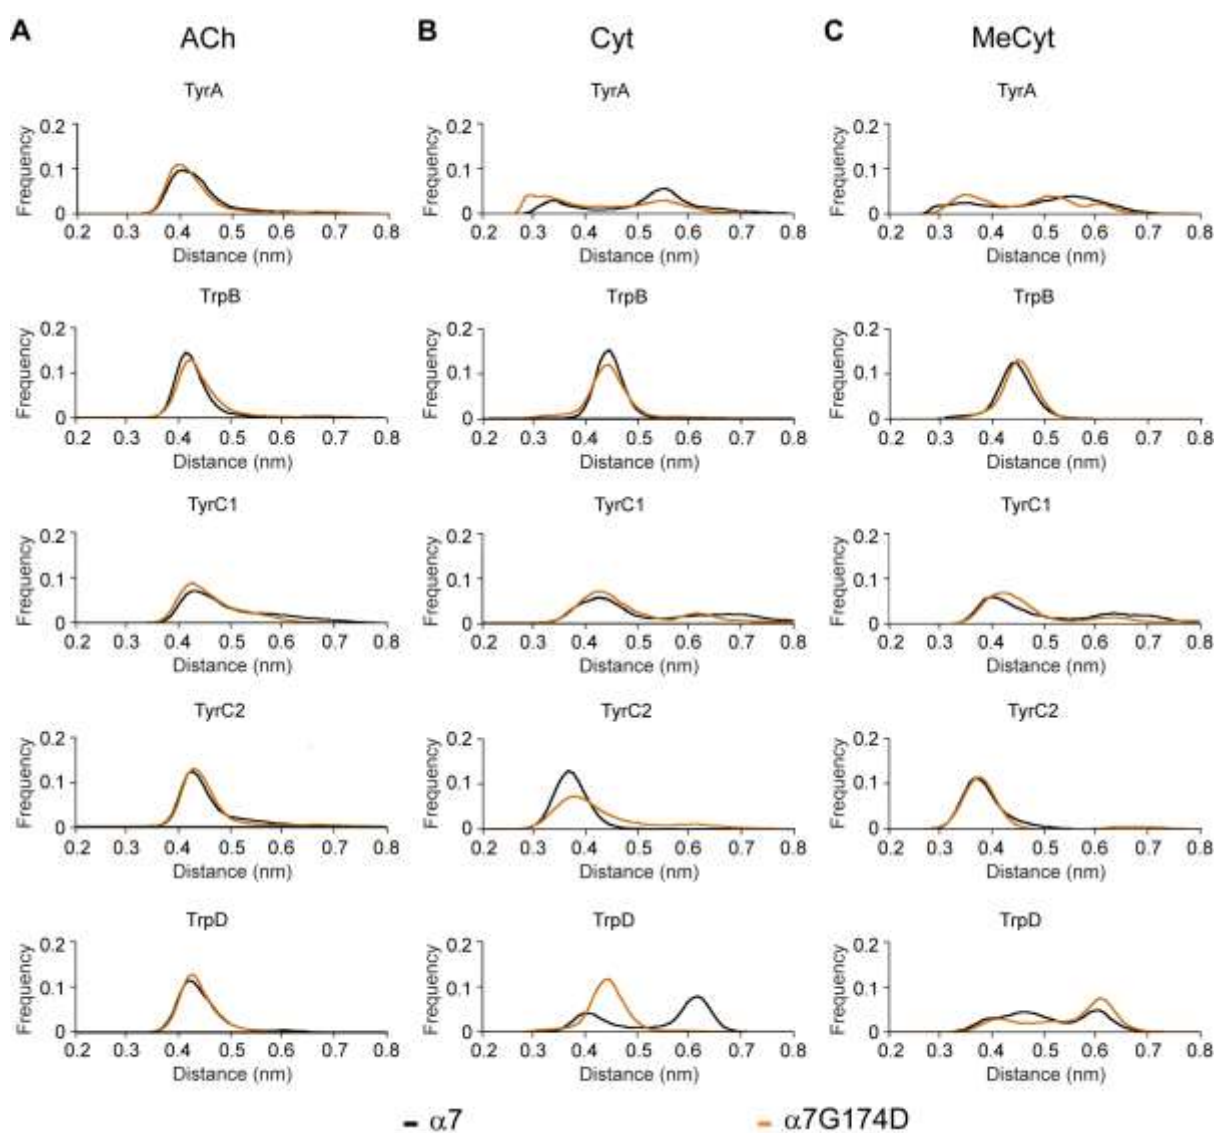 A ACh B Cyt C MeCyt
TyrA TyrA TyrA
Frequency 0.2 0.1 0 Frequency 0.2 0.1 0 Frequency 0.2 0.1 0
0.2 0.3 0.4 0.5 0.6 0.7 0.8 0.2 0.3 0.4 0.5 0.6 0.7 0.8 0.2 0.3 0.4 0.5 0.6 0.7 0.8
Distance (nm) Distance (nm) Distance (nm)
TrpB TrpB TrpB
Frequency 0.2 0.1 0 Frequency 0.2 0.1 0 Frequency 0.2 0.1 0
0.2 0.3 0.4 0.5 0.6 0.7 0.8 0.2 0.3 0.4 0.5 0.6 0.7 0.8 0.2 0.3 0.4 0.5 0.6 0.7 0.8
Distance (nm) Distance (nm) Distance (nm)
TyrC1 TyrC1 TyrC1
Frequency 0.2 0.1 0 Frequency 0.2 0.1 0 Frequency 0.2 0.1 0
0.2 0.3 0.4 0.5 0.6 0.7 0.8 0.2 0.3 0.4 0.5 0.6 0.7 0.8 0.2 0.3 0.4 0.5 0.6 0.7 0.8
Distance (nm) Distance (nm) Distance (nm)
TyrC2 TyrC2 TyrC2
Frequency 0.2 0.1 0 Frequency 0.2 0.1 0 Frequency 0.2 0.1 0
0.2 0.3 0.4 0.5 0.6 0.7 0.8 0.2 0.3 0.4 0.5 0.6 0.7 0.8 0.2 0.3 0.4 0.5 0.6 0.7 0.8
Distance (nm) Distance (nm) Distance (nm)
TrpD TrpD TrpD
Frequency 0.2 0.1 0 Frequency 0.2 0.1 0 Frequency 0.2 0.1 0
0.2 0.3 0.4 0.5 0.6 0.7 0.8 0.2 0.3 0.4 0.5 0.6 0.7 0.8 0.2 0.3 0.4 0.5 0.6 0.7 0.8
Distance (nm) Distance (nm) Distance (nm)
α7 α7G174D